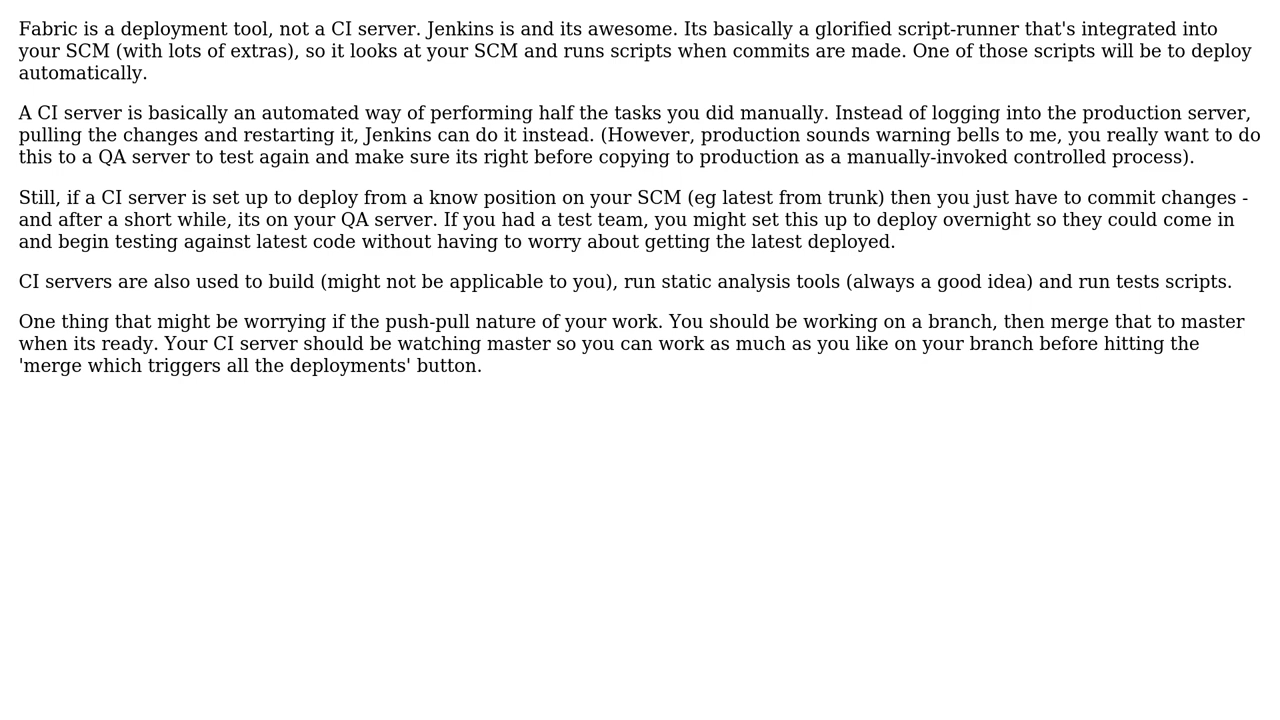 Fabric is a deployment tool, not a CI server. Jenkins is and its awesome. Its basically a glorified script-runner that's integrated into
your SCM (with lots of extras), so it looks at your SCM and runs scripts when commits are made. One of those scripts will be to deploy
automatically.
A CI server is basically an automated way of performing half the tasks you did manually. Instead of logging into the production server,
pulling the changes and restarting it, Jenkins can do it instead. (However, production sounds warning bells to me, you really want to do
this to a QA server to test again and make sure its right before copying to production as a manually-invoked controlled process).
Still, if a CI server is set up to deploy from a know position on your SCM (eg latest from trunk) then you just have to commit changes -
and after a short while, its on your QA server. If you had a test team, you might set this up to deploy overnight so they could come in
and begin testing against latest code without having to worry about getting the latest deployed.
CI servers are also used to build (might not be applicable to you), run static analysis tools (always a good idea) and run tests scripts.
One thing that might be worrying if the push-pull nature of your work. You should be working on a branch, then merge that to master
when its ready. Your CI server should be watching master so you can work as much as you like on your branch before hitting the
'merge which triggers all the deployments' button.